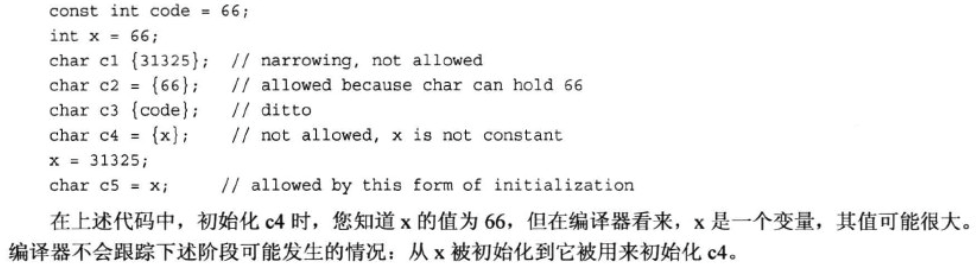 const int code = 66;
int x = 66;
char c1 {31325};  // narrowing, not allowed
char c2 = {66};   // allowed because char can hold 66
char c3 {code};   // ditto
char c4 = {x};    // not allowed, x is not constant
x = 31325;
char c5 = x;     // allowed by this form of initialization
在上述代码中，初始化 c4 时，您知道 x 的值为 66，但在编译器看来，x 是一个变量，其值可能很大。
编译器不会跟踪下述阶段可能发生的情况：从 x 被初始化到它被用来初始化 c4。